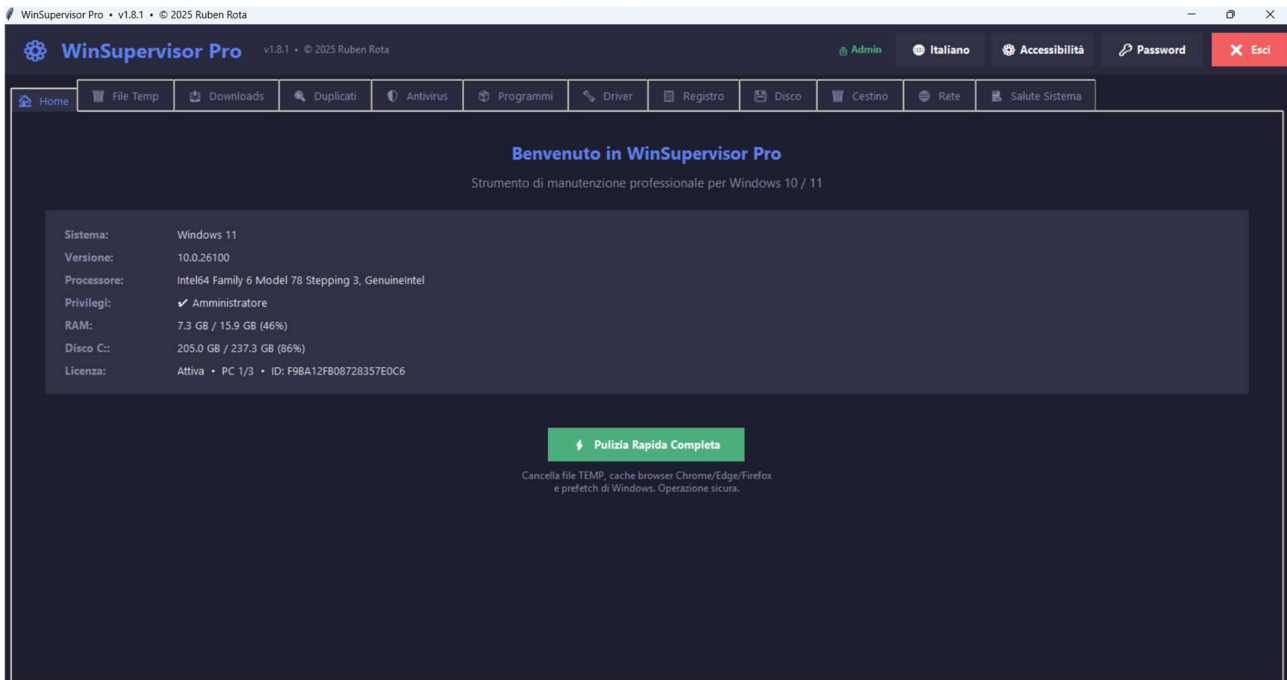 WinSupervisor Pro • v1.8.1 • © 2025 Ruben Rota
WinSupervisor Pro v1.8.1 • © 2025 Ruben Rota Admin Italiano Accessibilità Password Esci
Home File Temp Downloads Duplicati Antivirus Programmi Driver Registro Disco Cestino Rete Salute Sistema
Benvenuto in WinSupervisor Pro
Strumento di manutenzione professionale per Windows 10 / 11
Sistema: Windows 11
Versione: 10.0.26100
Processore: Intel64 Family 6 Model 78 Stepping 3, GenuineIntel
Privilegi: ✔ Amministratore
RAM: 7.3 GB / 15.9 GB (46%)
Disco C:: 205.0 GB / 237.3 GB (86%)
Licenza: Attiva • PC 1/3 • ID: F9BA12FB08728357E0C6
Pulizia Rapida Completa
Cancella file TEMP, cache browser Chrome/Edge/Firefox
e prefetch di Windows. Operazione sicura.